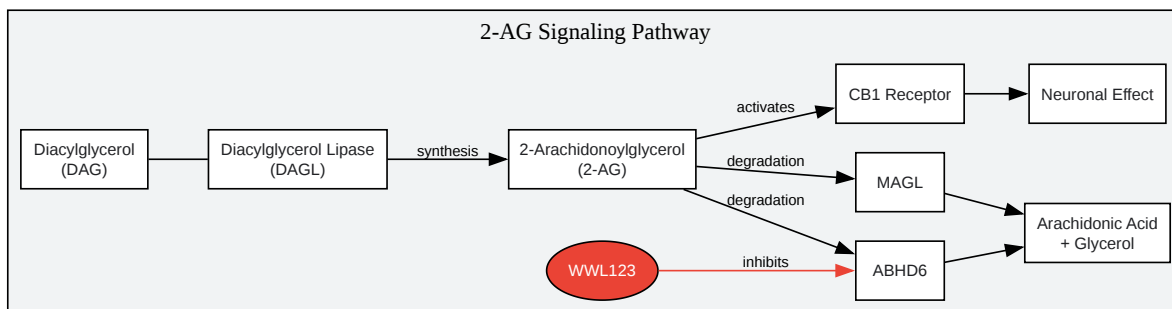 2-AG Signaling Pathway
Diacylglycerol
(DAG)
Diacylglycerol Lipase
(DAGL)
synthesis
2-Arachidonoylglycerol
(2-AG)
activates
CB1 Receptor
Neuronal Effect
degradation
MAGL
degradation
Arachidonic Acid
+ Glycerol
WWL123
inhibits
ABHD6